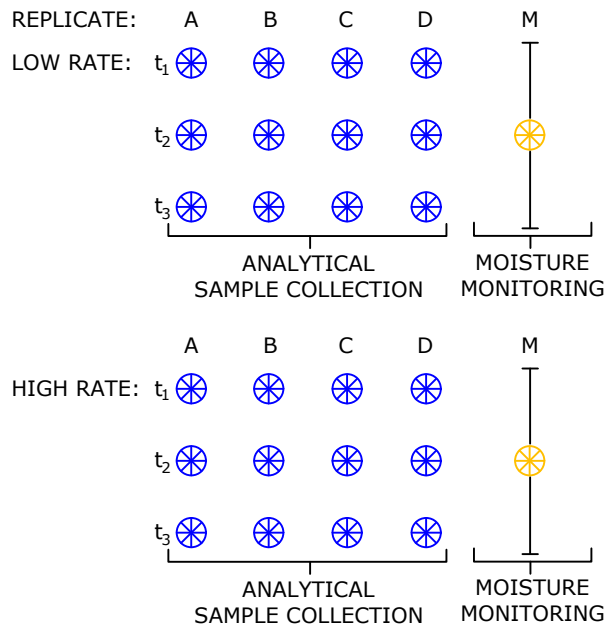 REPLICATE: A B C D M
LOW RATE: t₁
t₂
t₃
ANALYTICAL SAMPLE COLLECTION
MOISTURE MONITORING
A B C D M
HIGH RATE: t₁
t₂
t₃
ANALYTICAL SAMPLE COLLECTION
MOISTURE MONITORING